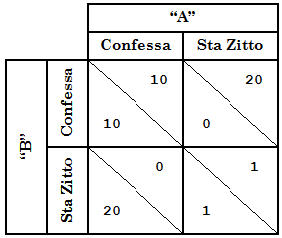 “A”
Confessa Sta Zitto
“B”
Confessa
10 20
10 0
Sta Zitto
0 1
20 1